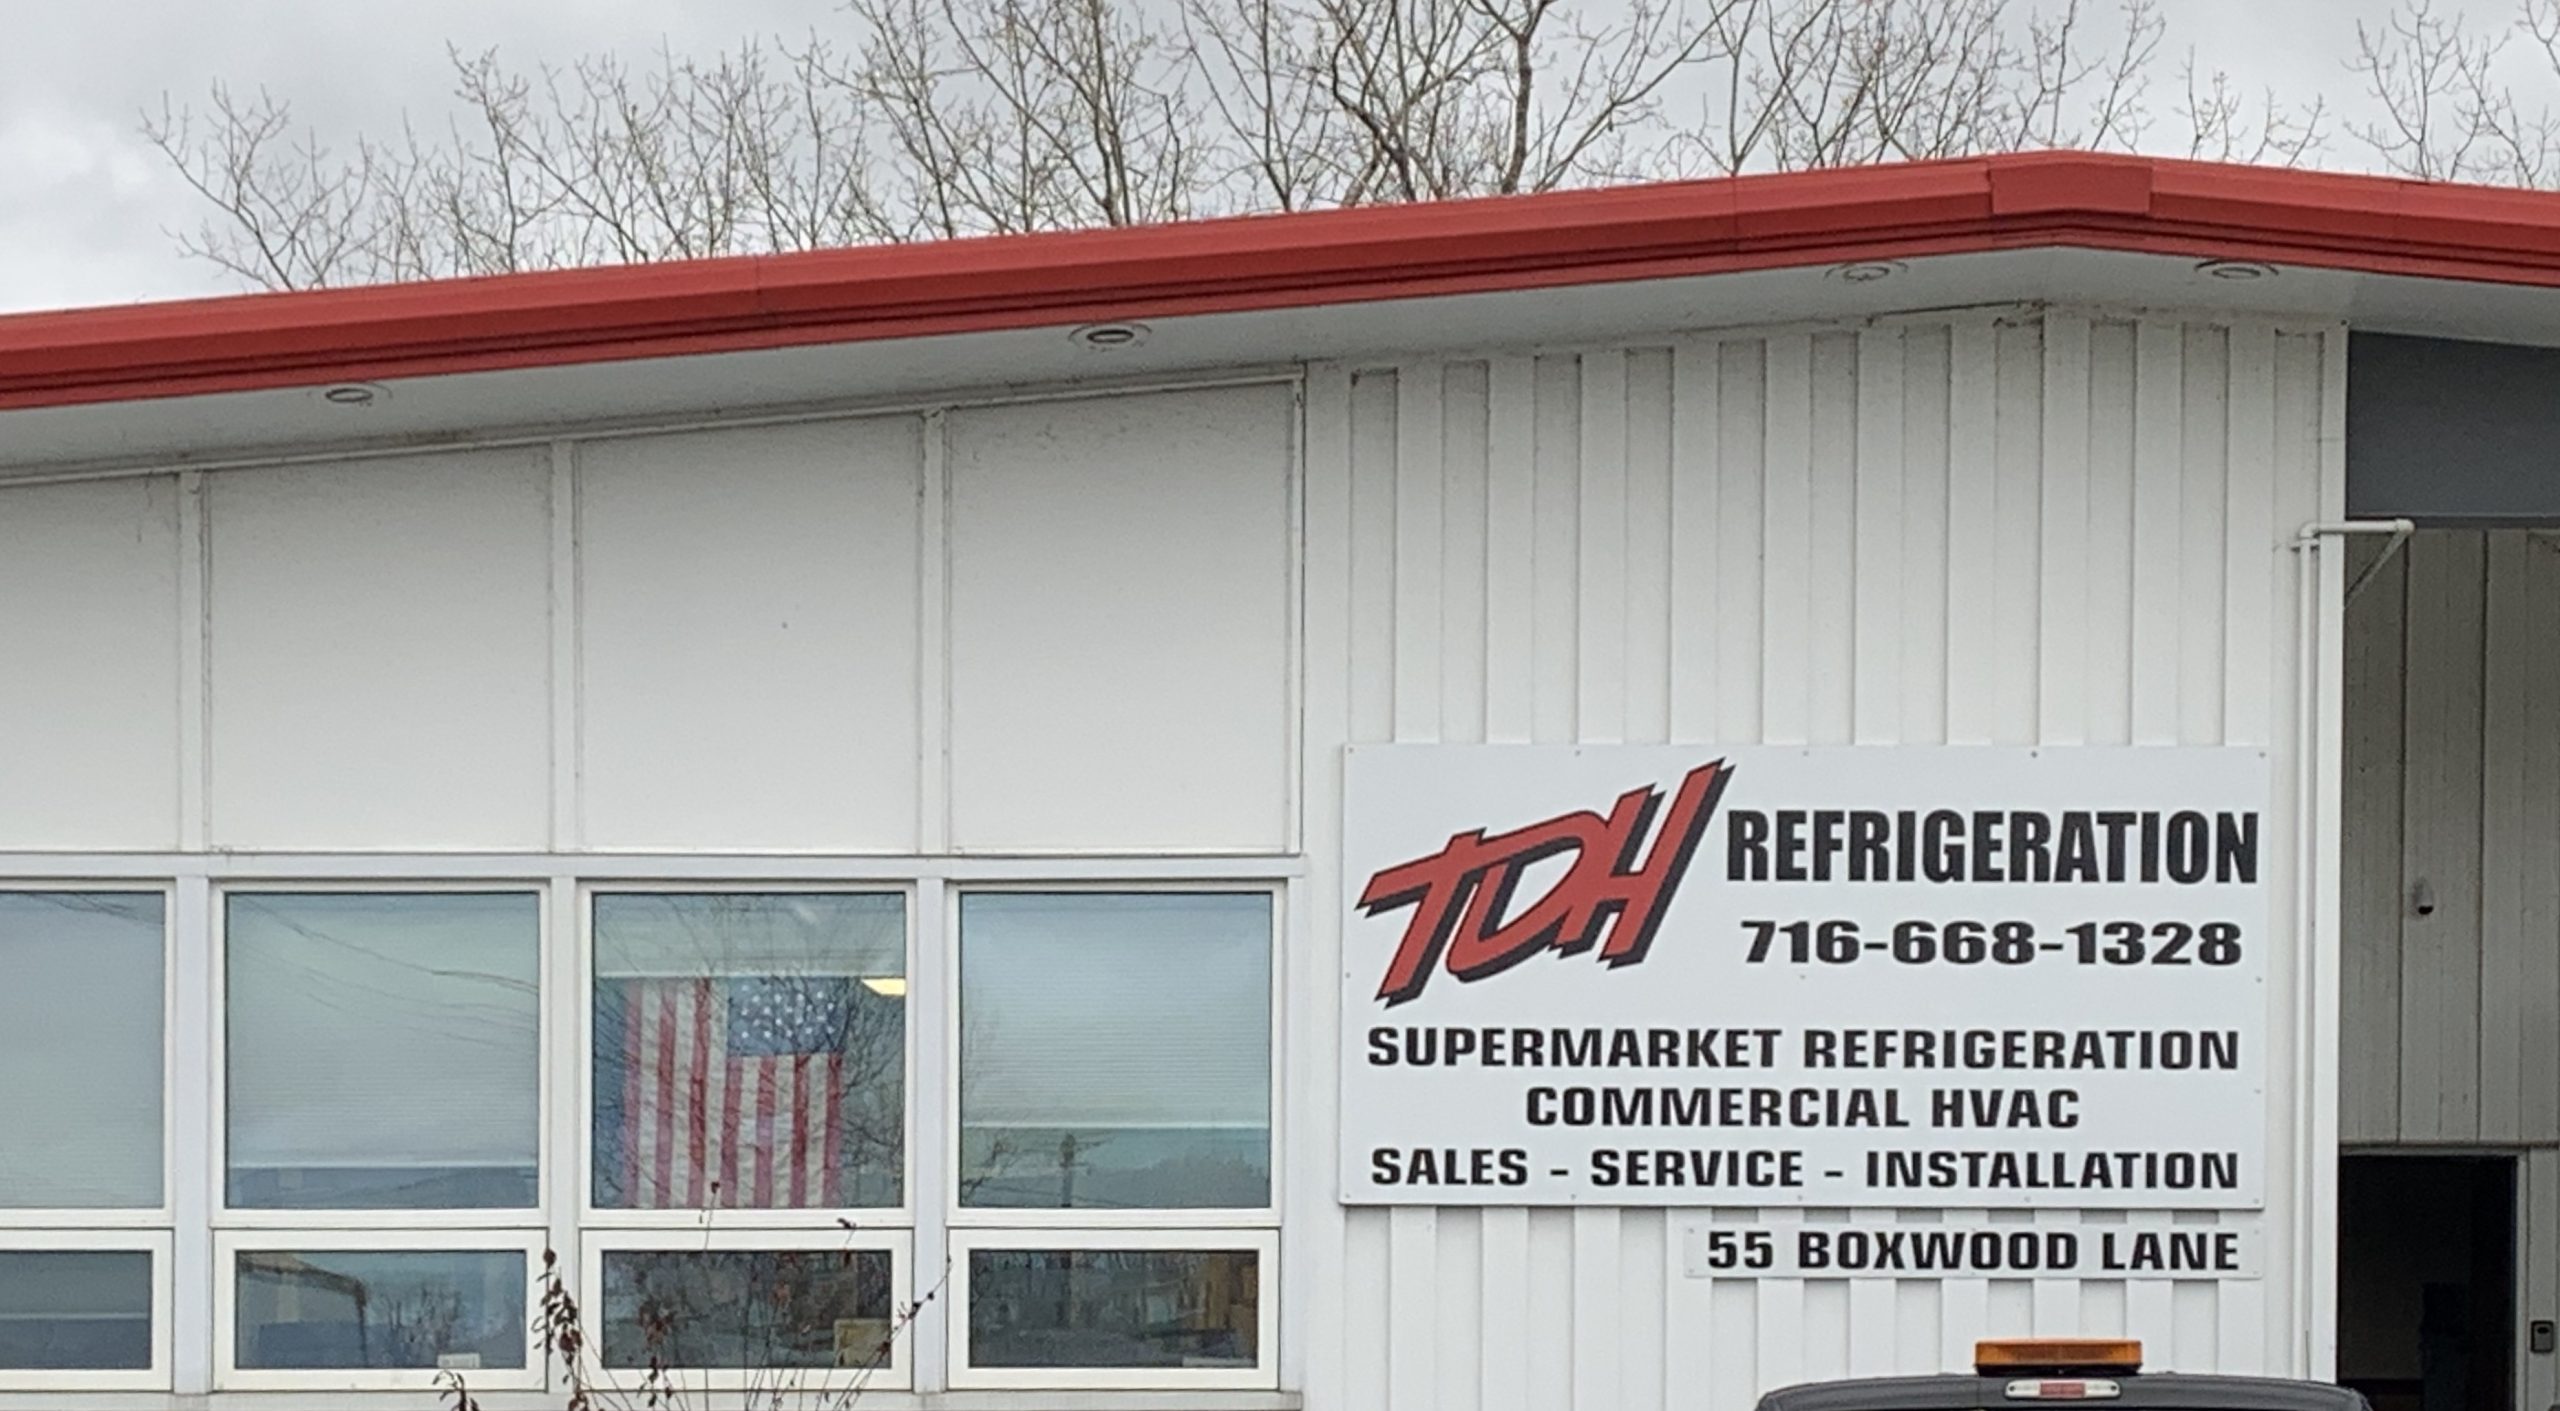 TDH REFRIGERATION
716-668-1328
SUPERMARKET REFRIGERATION
COMMERCIAL HVAC
SALES - SERVICE - INSTALLATION
55 BOXWOOD LANE